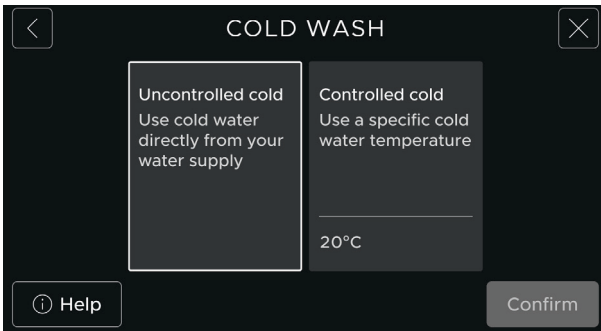 COLD WASH
Uncontrolled cold
Use cold water
directly from your
water supply
Controlled cold
Use a specific cold
water temperature
20°C
Help
Confirm